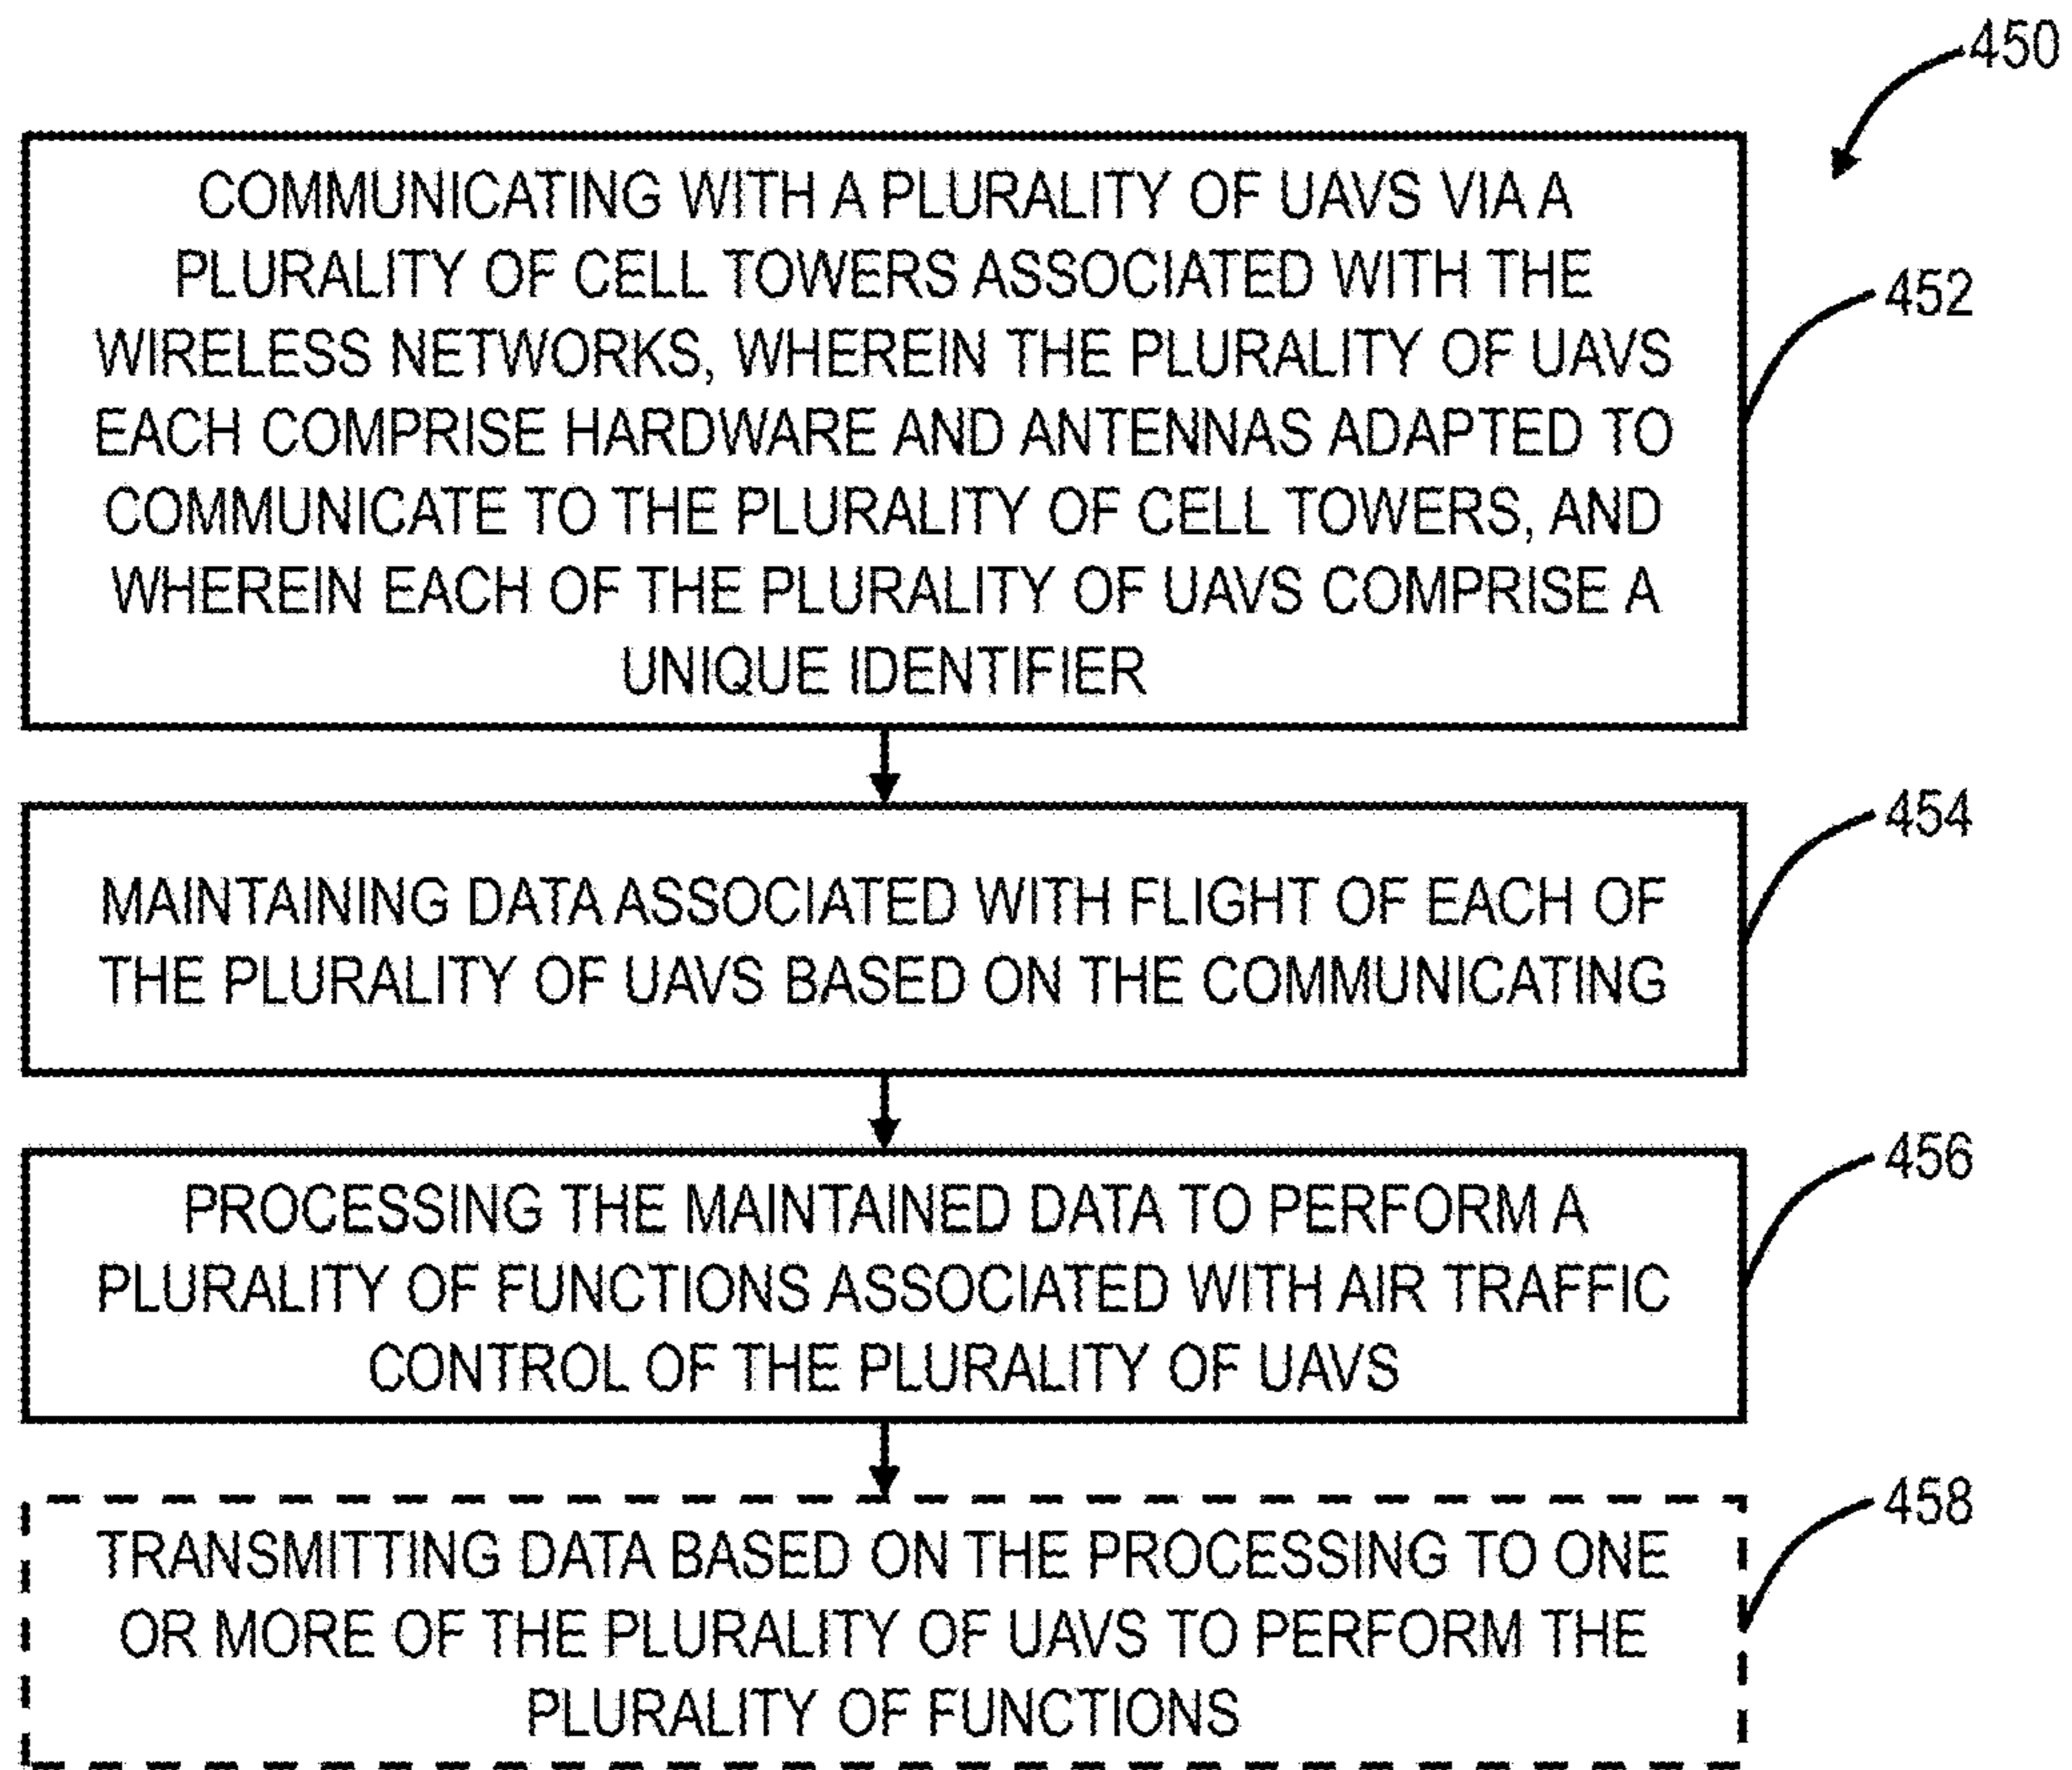 450
COMMUNICATING WITH A PLURALITY OF UAVS VIA A
PLURALITY OF CELL TOWERS ASSOCIATED WITH THE
WIRELESS NETWORKS, WHEREIN THE PLURALITY OF UAVS
EACH COMPRISE HARDWARE AND ANTENNAS ADAPTED TO
COMMUNICATE TO THE PLURALITY OF CELL TOWERS, AND
WHEREIN EACH OF THE PLURALITY OF UAVS COMPRISE A
UNIQUE IDENTIFIER
452
MAINTAINING DATA ASSOCIATED WITH FLIGHT OF EACH OF
THE PLURALITY OF UAVS BASED ON THE COMMUNICATING
454
PROCESSING THE MAINTAINED DATA TO PERFORM A
PLURALITY OF FUNCTIONS ASSOCIATED WITH AIR TRAFFIC
CONTROL OF THE PLURALITY OF UAVS
456
TRANSMITTING DATA BASED ON THE PROCESSING TO ONE
OR MORE OF THE PLURALITY OF UAVS TO PERFORM THE
PLURALITY OF FUNCTIONS
458